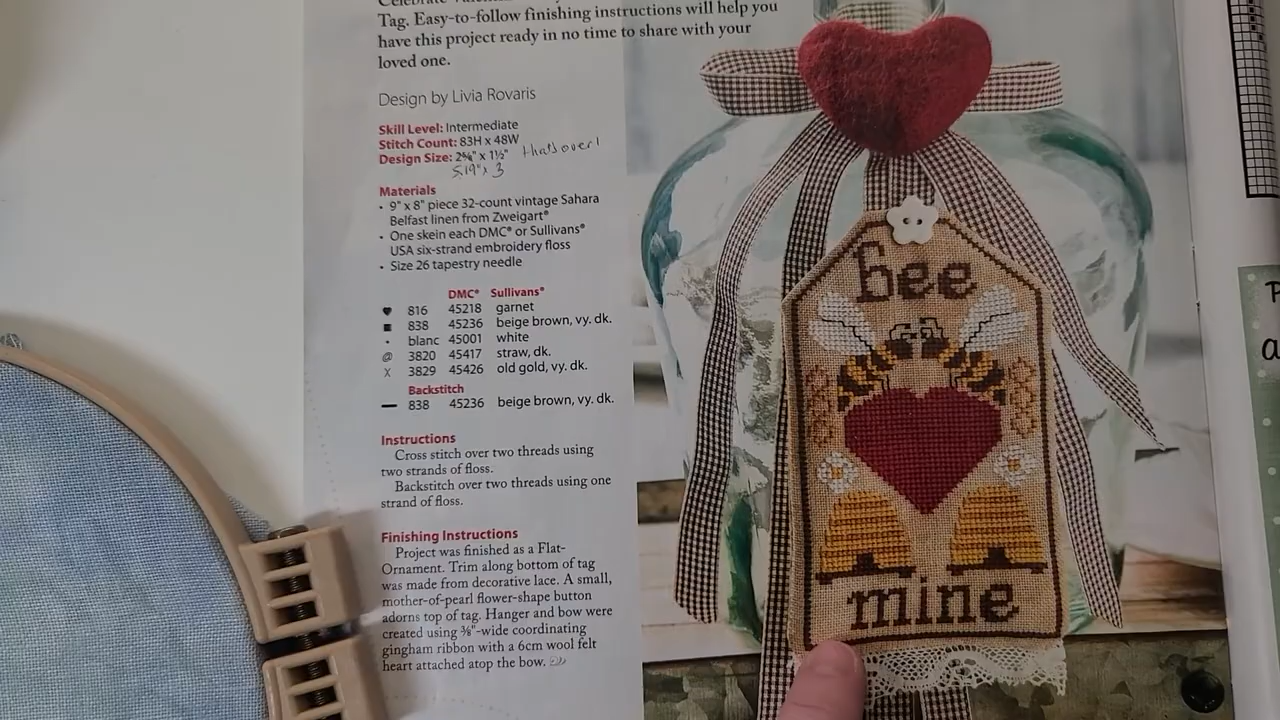 Celebrate
Tag. Easy-to-follow finishing instructions will help you
have this project ready in no time to share with your
loved one.
Design by Livia Rovaris
Skill Level: Intermediate
Stitch Count: 83H x 48W
Design Size: 2⅝" x 1½" that's over 1
5.19" x 3
Materials
• 9" x 8" piece 32-count vintage Sahara
Belfast linen from Zweigart®
• One skein each DMC® or Sullivans®
USA six-strand embroidery floss
• Size 26 tapestry needle
DMC® Sullivans®
♥ 816 45218 garnet
■ 838 45236 beige brown, vy. dk.
• blanc 45001 white
@ 3820 45417 straw, dk.
X 3829 45426 old gold, vy. dk.
Backstitch
— 838 45236 beige brown, vy. dk.
Instructions
Cross stitch over two threads using
two strands of floss.
Backstitch over two threads using one
strand of floss.
Finishing Instructions
Project was finished as a Flat-
Ornament. Trim along bottom of tag
was made from decorative lace. A small,
mother-of-pearl flower-shape button
adorns top of tag. Hanger and bow were
created using ⅜"-wide coordinating
gingham ribbon with a 6cm wool felt
heart attached atop the bow.
bee
mine